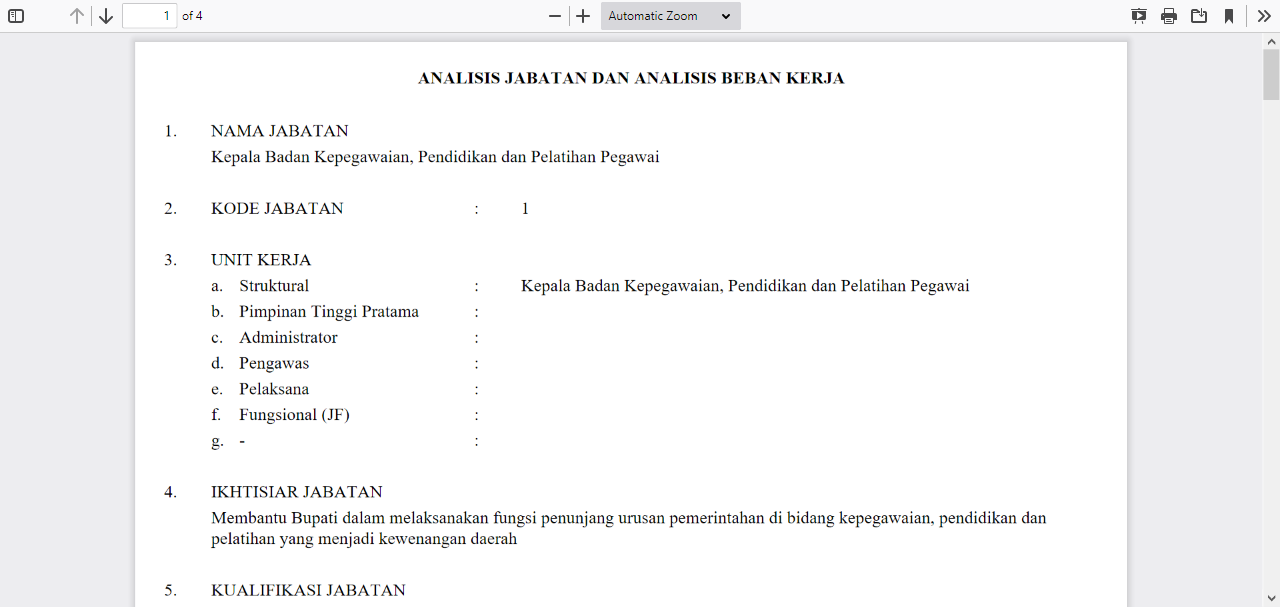 1 of 4 Automatic Zoom
ANALISIS JABATAN DAN ANALISIS BEBAN KERJA
1. NAMA JABATAN
Kepala Badan Kepegawaian, Pendidikan dan Pelatihan Pegawai
2. KODE JABATAN : 1
3. UNIT KERJA
a. Struktural : Kepala Badan Kepegawaian, Pendidikan dan Pelatihan Pegawai
b. Pimpinan Tinggi Pratama :
c. Administrator :
d. Pengawas :
e. Pelaksana :
f. Fungsional (JF) :
g. - :
4. IKHTISIAR JABATAN
Membantu Bupati dalam melaksanakan fungsi penunjang urusan pemerintahan di bidang kepegawaian, pendidikan dan
pelatihan yang menjadi kewenangan daerah
5. KUALIFIKASI JABATAN